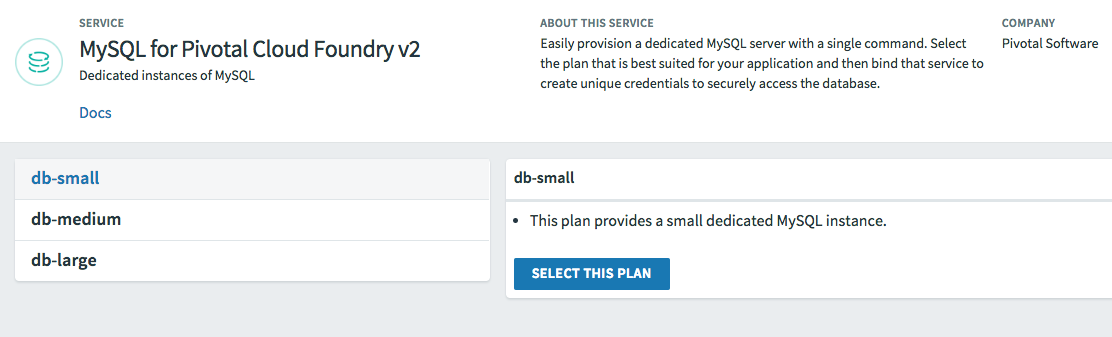 SERVICE
MySQL for Pivotal Cloud Foundry v2
Dedicated instances of MySQL
Docs
ABOUT THIS SERVICE
Easily provision a dedicated MySQL server with a single command. Select
the plan that is best suited for your application and then bind that service to
create unique credentials to securely access the database.
COMPANY
Pivotal Software
db-small
db-medium
db-large
db-small
• This plan provides a small dedicated MySQL instance.
SELECT THIS PLAN